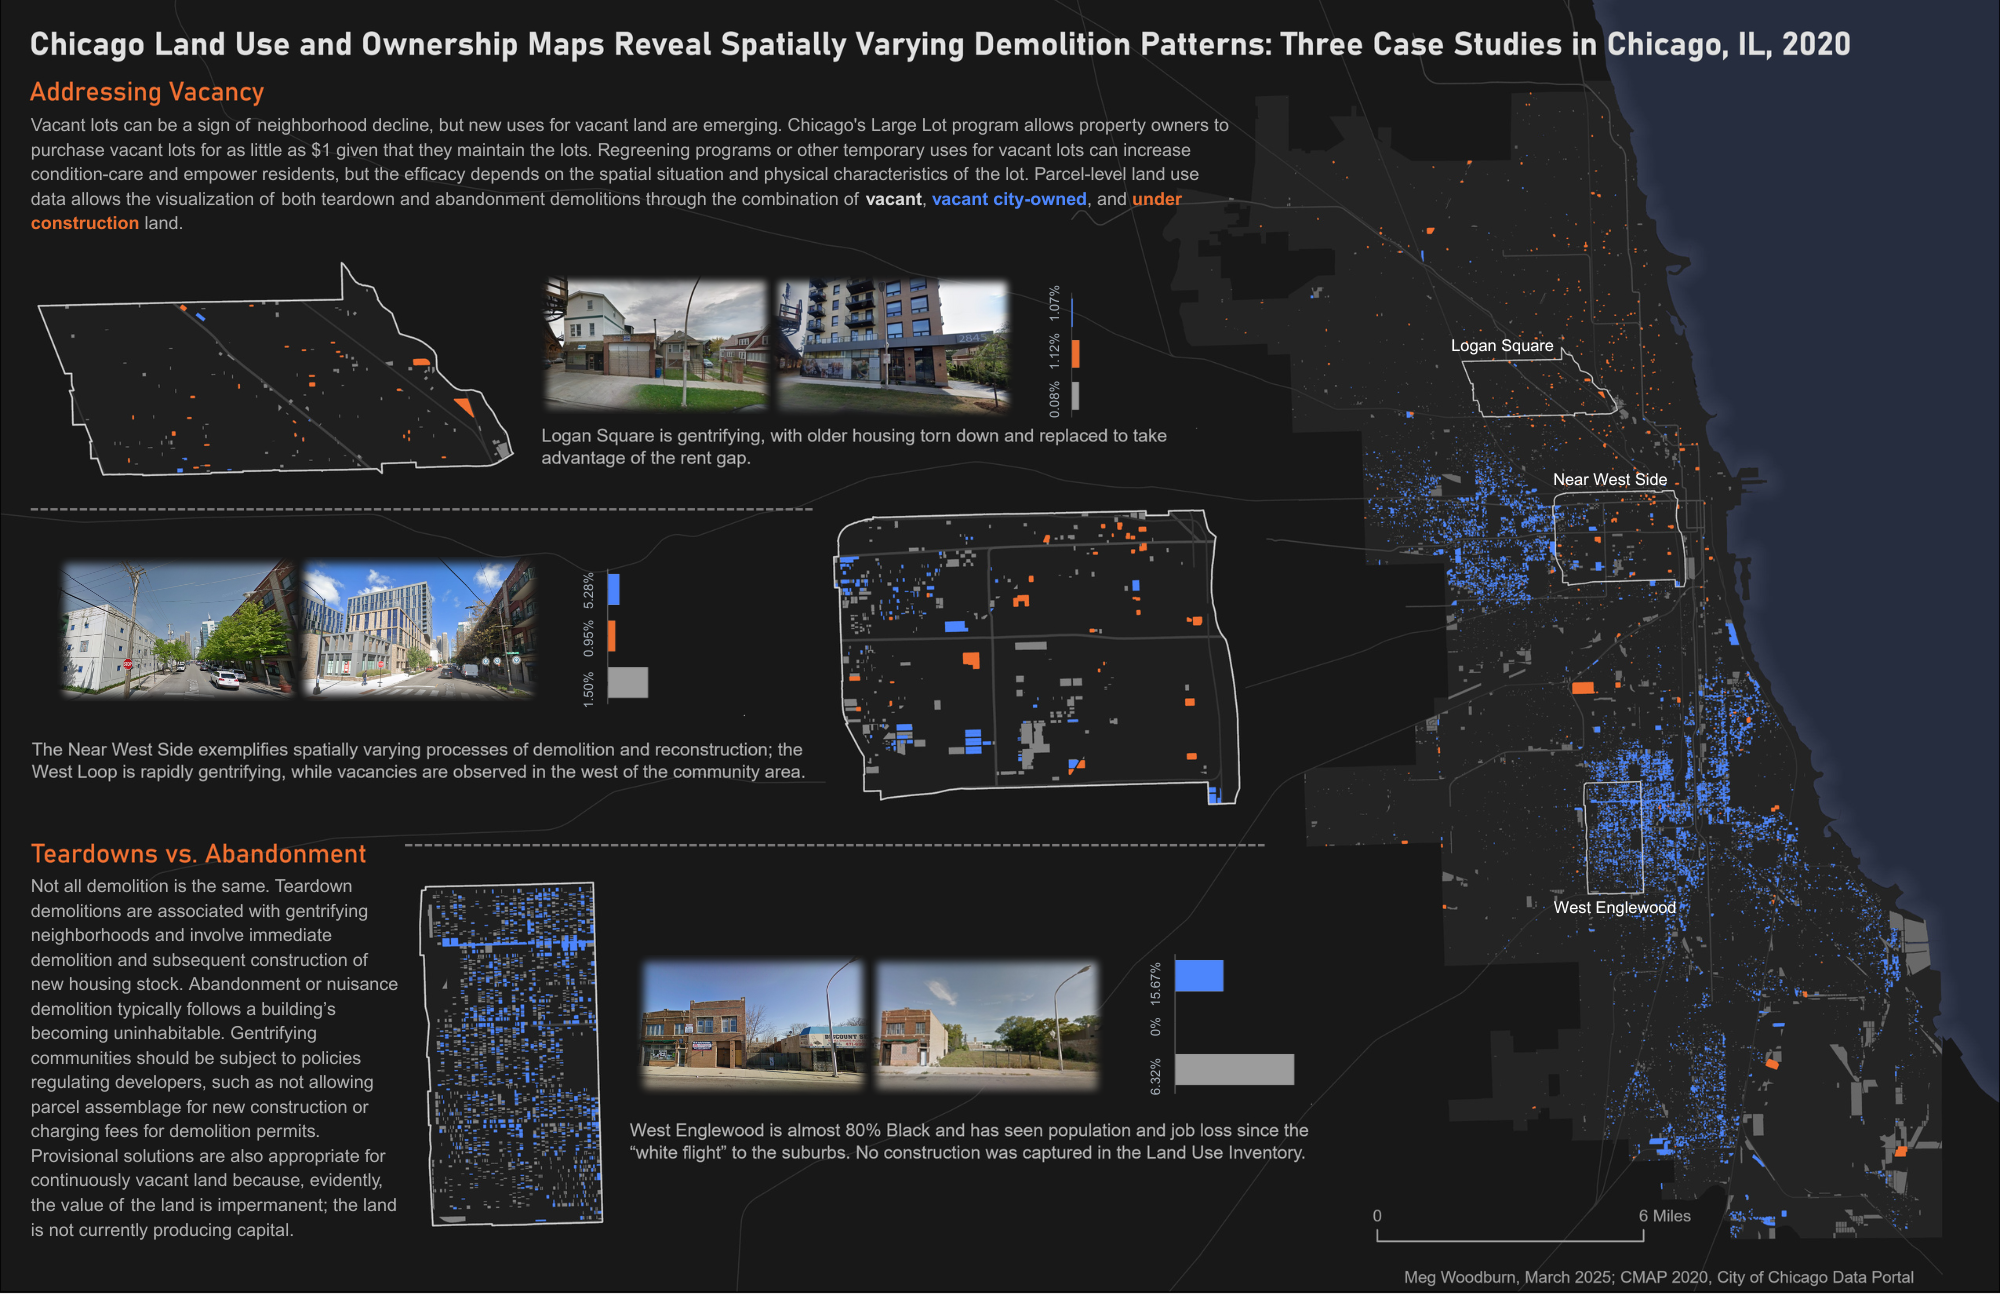 Chicago Land Use and Ownership Maps Reveal Spatially Varying Demolition Patterns: Three Case Studies in Chicago, IL, 2020
Addressing Vacancy
Vacant lots can be a sign of neighborhood decline, but new uses for vacant land are emerging. Chicago's Large Lot program allows property owners to
purchase vacant lots for as little as $1 given that they maintain the lots. Regreening programs or other temporary uses for vacant lots can increase
condition-care and empower residents, but the efficacy depends on the spatial situation and physical characteristics of the lot. Parcel-level land use
data allows the visualization of both teardown and abandonment demolitions through the combination of vacant, vacant city-owned, and under
construction land.
2845
1.07%
1.12%
0.08%
Logan Square is gentrifying, with older housing torn down and replaced to take
advantage of the rent gap.
5.28%
0.95%
1.50%
The Near West Side exemplifies spatially varying processes of demolition and reconstruction; the
West Loop is rapidly gentrifying, while vacancies are observed in the west of the community area.
Teardowns vs. Abandonment
Not all demolition is the same. Teardown
demolitions are associated with gentrifying
neighborhoods and involve immediate
demolition and subsequent construction of
new housing stock. Abandonment or nuisance
demolition typically follows a building’s
becoming uninhabitable. Gentrifying
communities should be subject to policies
regulating developers, such as not allowing
parcel assemblage for new construction or
charging fees for demolition permits.
Provisional solutions are also appropriate for
continuously vacant land because, evidently,
the value of the land is impermanent; the land
is not currently producing capital.
15.67%
0%
6.32%
West Englewood is almost 80% Black and has seen population and job loss since the
“white flight” to the suburbs. No construction was captured in the Land Use Inventory.
Logan Square
Near West Side
West Englewood
0
6 Miles
Meg Woodburn, March 2025; CMAP 2020, City of Chicago Data Portal